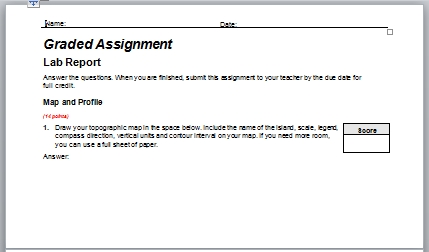 Name: Date:
Graded Assignment
Lab Report
Answer the questions. When you are finished, submit this assignment to your teacher by the due date for
full credit.
Map and Profile
(14 points)
1. Draw your topographic map in the space below. Include the name of the island, scale, legend, Score
compass direction, vertical units and contour interval on your map. If you need more room,
you can use a full sheet of paper.
Answer: